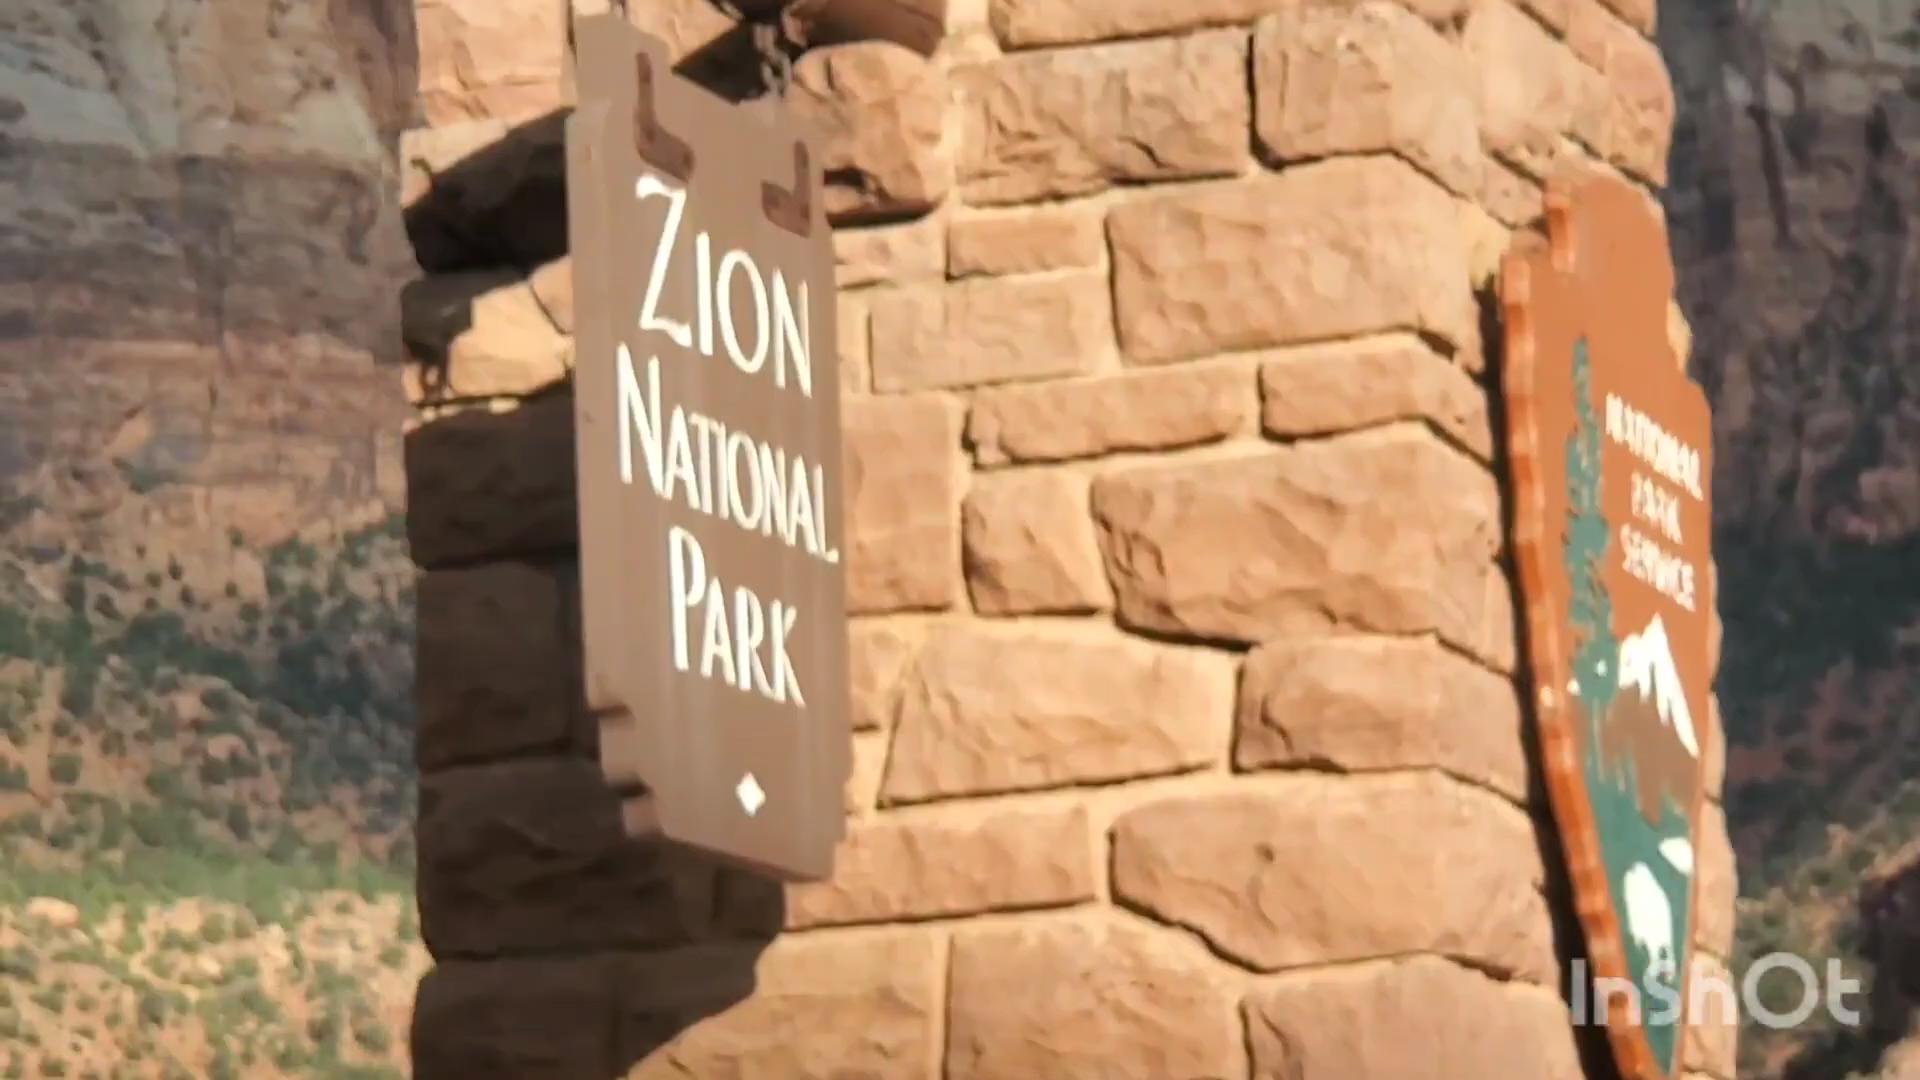 Zion
National
Park
NATIONAL
PARK
SERVICE
InShOt